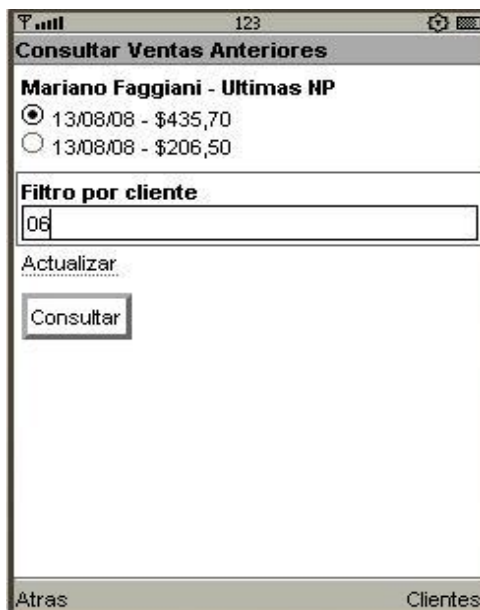 123
Consultar Ventas Anteriores
Mariano Faggiani - Ultimas NP
13/08/08 - $435,70
13/08/08 - $206,50
Filtro por cliente
06
Actualizar
Consultar
Atras Clientes